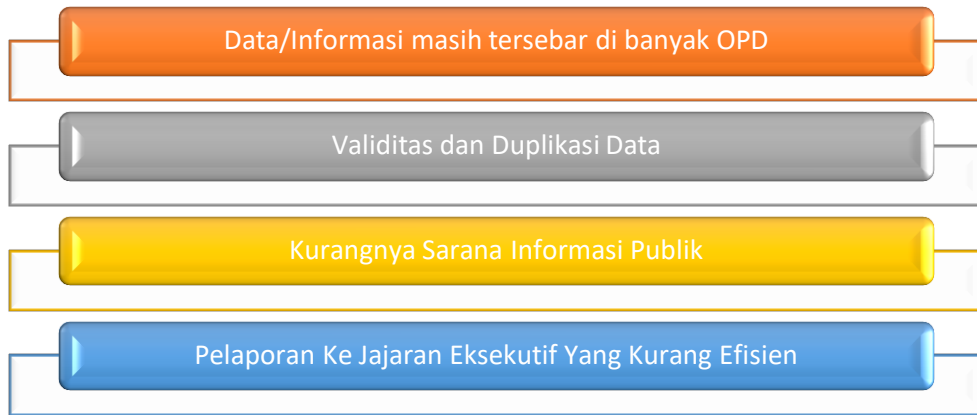 Data/Informasi masih tersebar di banyak OPD
Validitas dan Duplikasi Data
Kurangnya Sarana Informasi Publik
Pelaporan Ke Jajaran Eksekutif Yang Kurang Efisien